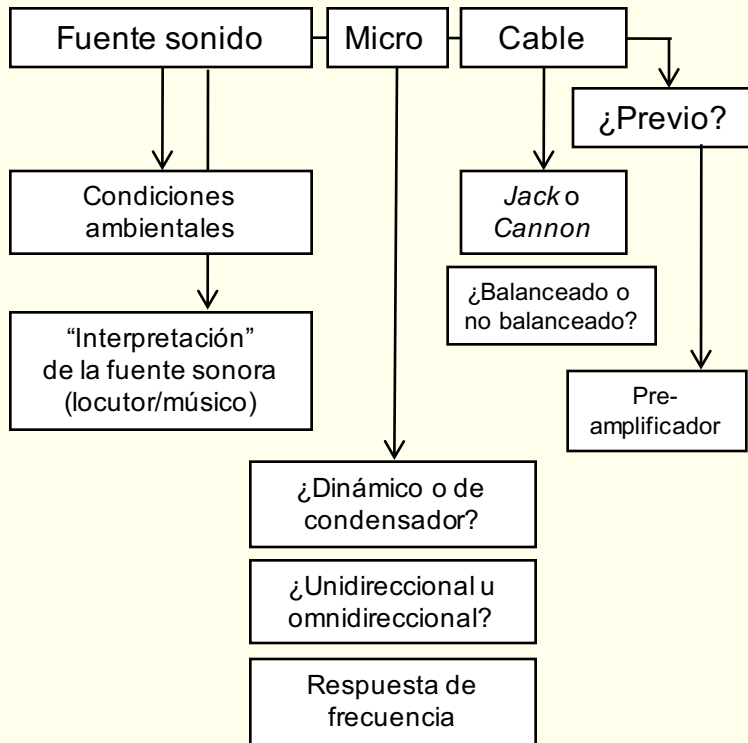 Fuente sonido
Micro
Cable
¿Previo?
Condiciones
ambientales
Jack o
Cannon
¿Balanceado o
no balanceado?
“Interpretación”
de la fuente sonora
(locutor/músico)
Pre-
amplificador
¿Dinámico o de
condensador?
¿Unidireccional u
omnidireccional?
Respuesta de
frecuencia